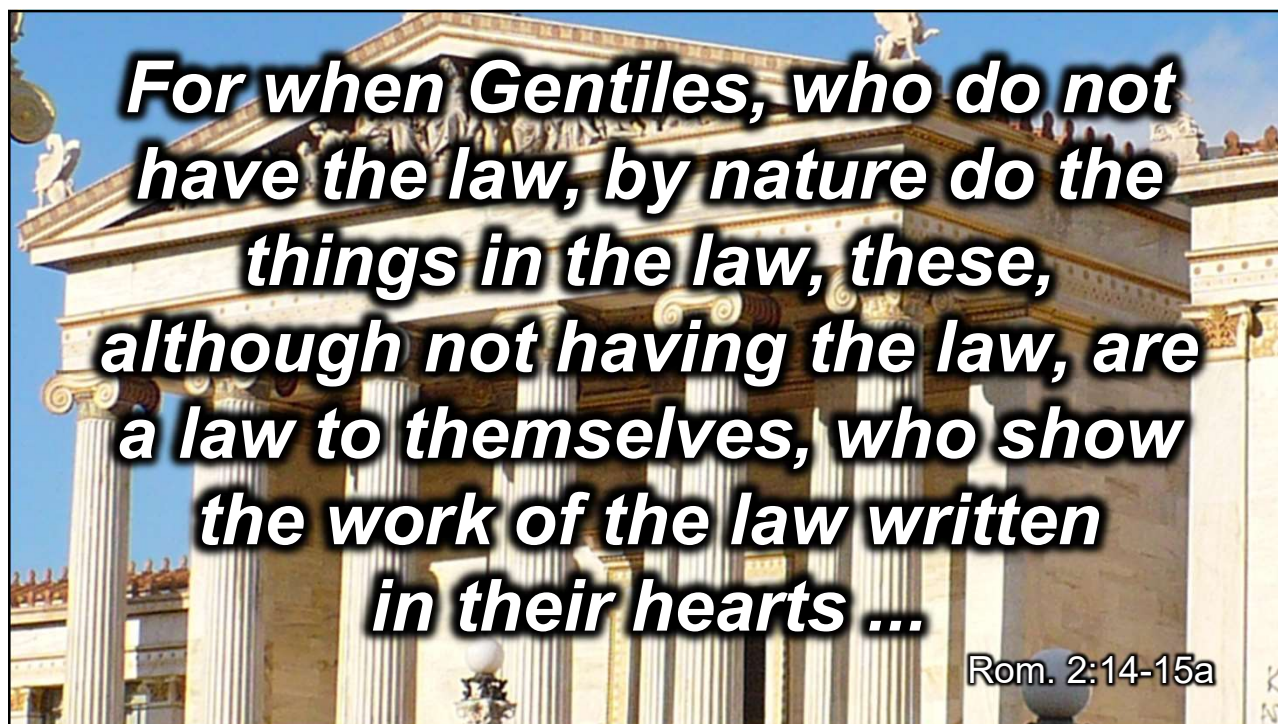 For when Gentiles, who do not
have the law, by nature do the
things in the law, these,
although not having the law, are
a law to themselves, who show
the work of the law written
in their hearts ...
Rom. 2:14-15a